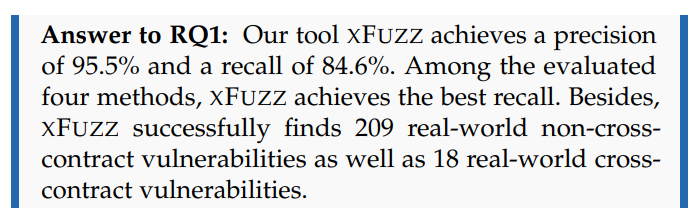 Answer to RQ1: Our tool XFUZZ achieves a precision
of 95.5% and a recall of 84.6%. Among the evaluated
four methods, XFUZZ achieves the best recall. Besides,
XFUZZ successfully finds 209 real-world non-cross-
contract vulnerabilities as well as 18 real-world cross-
contract vulnerabilities.